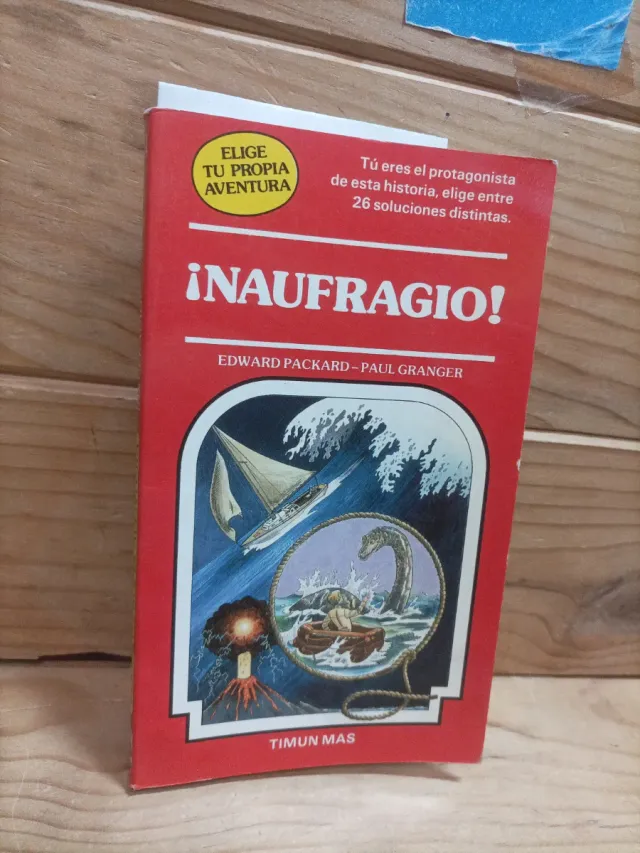 ELIGE
TU PROPIA
AVENTURA
Tú eres el protagonista
de esta historia, elige entre
26 soluciones distintas.
¡NAUFRAGIO!
EDWARD PACKARD – PAUL GRANGER
TIMUN MAS